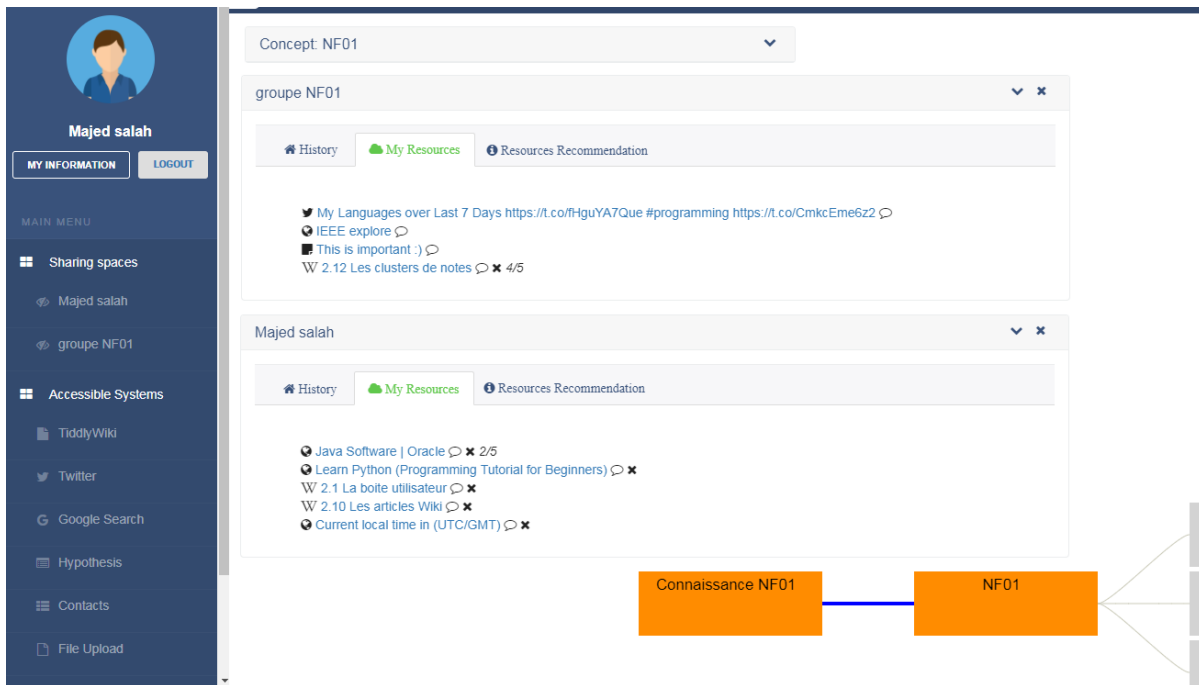 Majed salah
MY INFORMATION LOGOUT
MAIN MENU
Sharing spaces
Majed salah
groupe NF01
Accessible Systems
TiddlyWiki
Twitter
Google Search
Hypothesis
Contacts
File Upload
Concept: NF01
groupe NF01
History My Resources Resources Recommendation
My Languages over Last 7 Days https://t.co/fHguYA7Que #programming https://t.co/CmkcEme6z2
IEEE explore
This is important :)
W 2.12 Les clusters de notes 4/5
Majed salah
History My Resources Resources Recommendation
Java Software | Oracle 2/5
Learn Python (Programming Tutorial for Beginners)
W 2.1 La boite utilisateur
W 2.10 Les articles Wiki
Current local time in (UTC/GMT)
Connaissance NF01 NF01